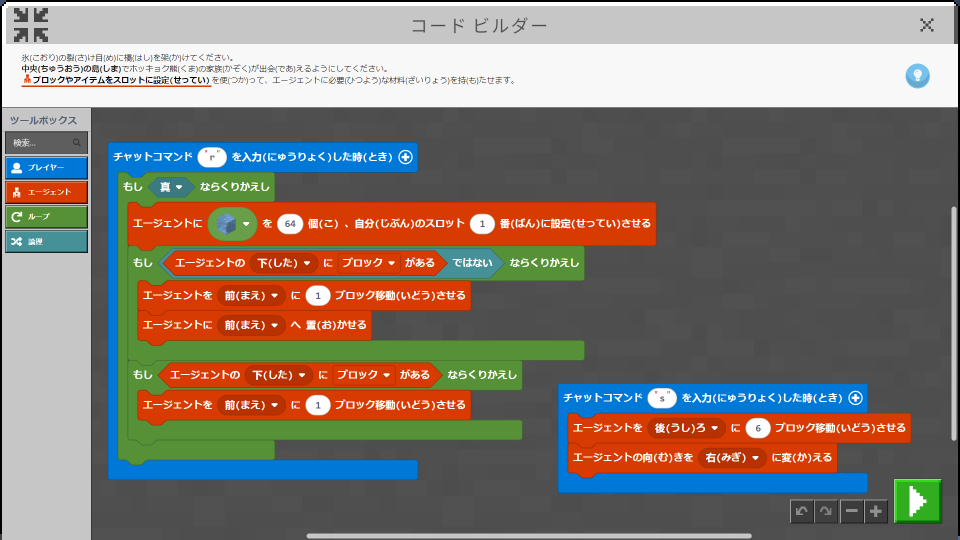 コード ビルダー
氷(こおり)の裂(さ)け目(め)に橋(はし)を架(か)けてください。
中央(ちゅうおう)の島(しま)でホッキョク熊(くま)の家族(かぞく)が出会(であ)えるようにしてください。
ブロックやアイテムをスロットに設定(せってい) を使(つか)って、エージェントに必要(ひつよう)な材料(ざいりょう)を持(も)たせます。
ツールボックス
検索...
プレイヤー
エージェント
ループ
論理
チャットコマンド "r" を入力(にゅうりょく)した時(とき)
もし 真 ならくりかえし
エージェントに を 64 個(こ) 、自分(じぶん)のスロット 1 番(ばん)に設定(せってい)させる
もし エージェントの 下(した) に ブロック がある ではない ならくりかえし
エージェントを 前(まえ) に 1 ブロック移動(いどう)させる
エージェントに 前(まえ) へ 置(お)かせる
もし エージェントの 下(した) に ブロック がある ならくりかえし
エージェントを 前(まえ) に 1 ブロック移動(いどう)させる
チャットコマンド "s" を入力(にゅうりょく)した時(とき)
エージェントを 後(うし)ろ に 6 ブロック移動(いどう)させる
エージェントの向(む)きを 右(みぎ) に変(か)える